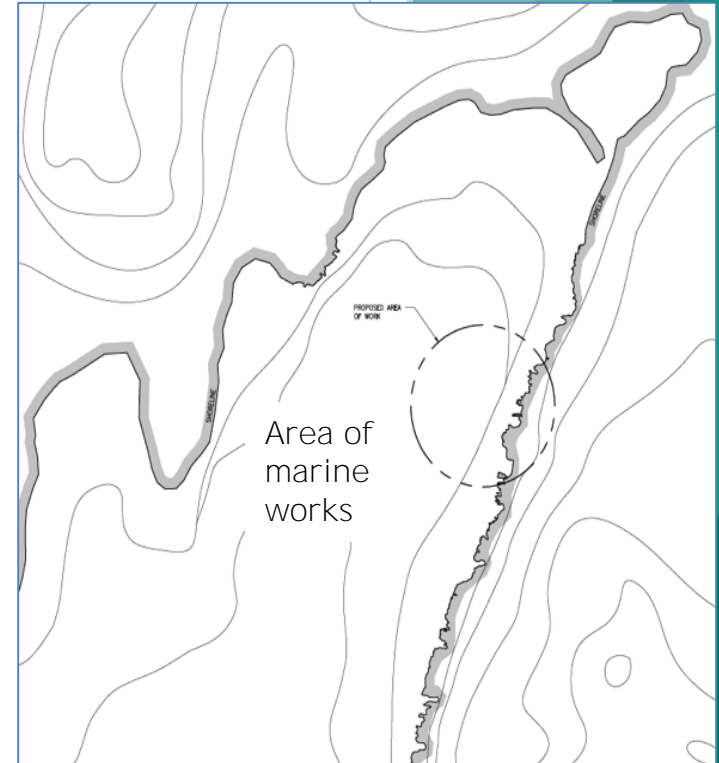 SHORELINE
PROPOSED AREA
OF WORK
SHORELINE
Area of
marine
works